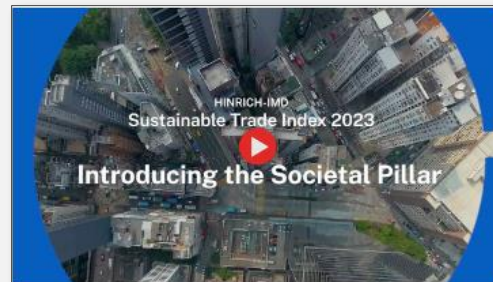 HINRICH-IMD
Sustainable Trade Index 2023
Introducing the Societal Pillar